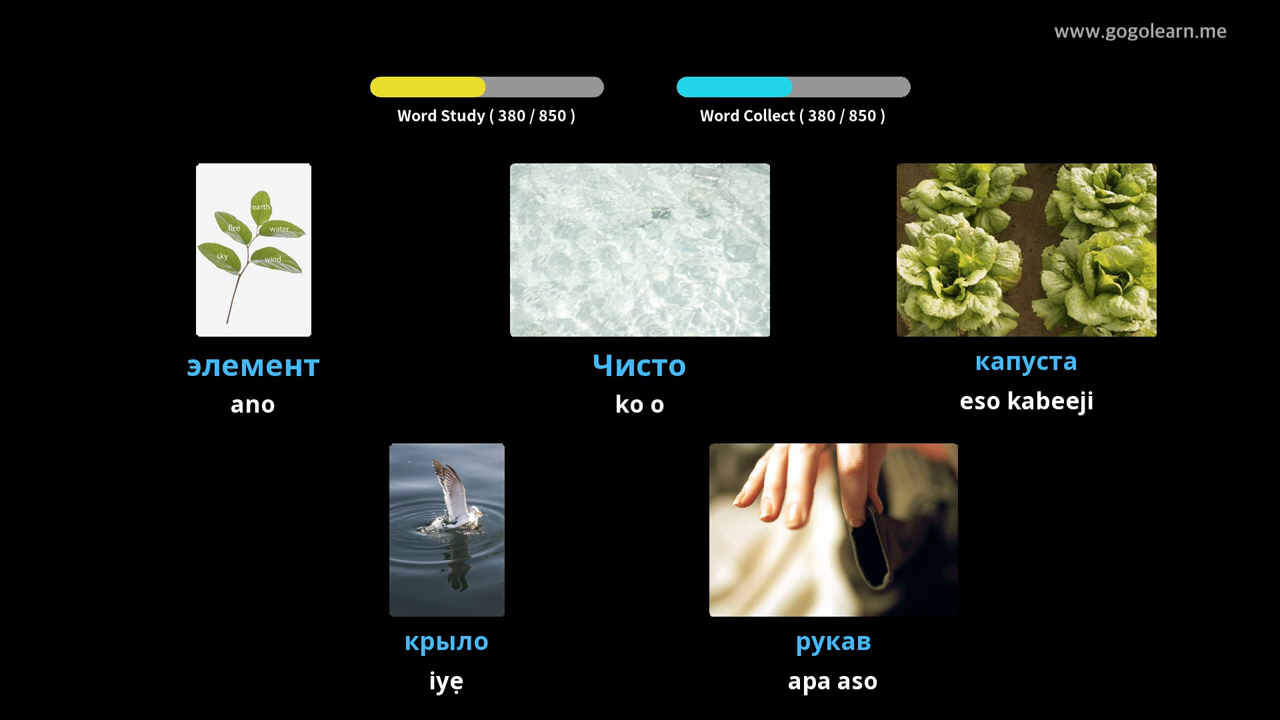 www.gogolearn.me
Word Study ( 380 / 850 )
Word Collect ( 380 / 850 )
earth
fire
water
sky
wind
элемент
ano
Чисто
ko o
капуста
eso kabeeji
крыло
iyẹ
рукав
apa aso